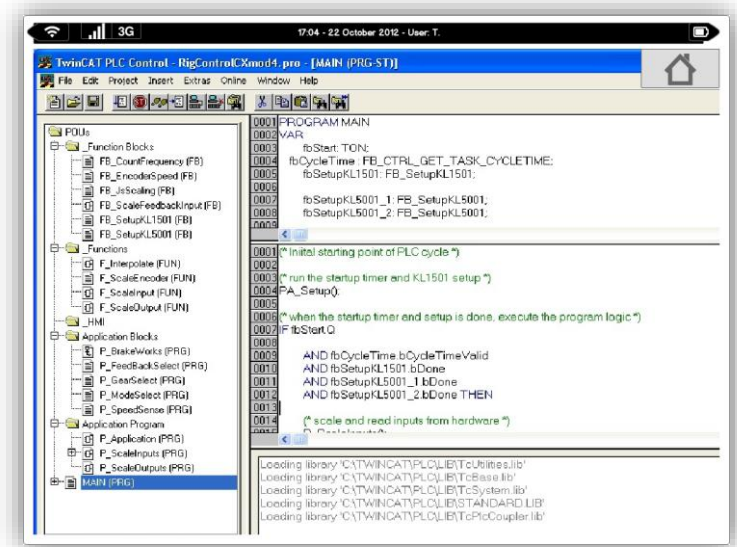 3G
17:04 - 22 October 2012 - User: T.
TwinCAT PLC Control - RigControlCXmod4.pro - [MAIN (PRG-ST)]
File Edit Project Insert Extras Online Window Help
POUs
_Function Blocks
FB_CountFrequency (FB)
FB_EncoderSpeed (FB)
FB_JsScaling (FB)
FB_ScaleFeedbackInput (FB)
FB_SetupKL1501 (FB)
FB_SetupKL5001 (FB)
_Functions
F_Interpolate (FUN)
F_ScaleEncoder (FUN)
F_ScaleInput (FUN)
F_ScaleOutput (FUN)
_HMI
Application Blocks
P_BrakeWorks (PRG)
P_FeedBackSelect (PRG)
P_GearSelect (PRG)
P_ModeSelect (PRG)
P_SpeedSense (PRG)
Application Program
P_Application (PRG)
P_ScaleInputs (PRG)
P_ScaleOutputs (PRG)
MAIN (PRG)
0001 PROGRAM MAIN
0002 VAR
0003 fbStart: TON;
0004 fbCycleTime : FB_CTRL_GET_TASK_CYCLETIME;
0005 fbSetupKL1501: FB_SetupKL1501;
0006
0007 fbSetupKL5001_1: FB_SetupKL5001;
0008 fbSetupKL5001_2: FB_SetupKL5001;
0009
0001 (* Inital starting point of PLC cycle *)
0002
0003 (* run the startup timer and KL1501 setup *)
0004 PA_Setup();
0005
0006 (* when the startup timer and setup is done, execute the program logic *)
0007 IF fbStart.Q
0008
0009 AND fbCycleTime.bCycleTimeValid
0010 AND fbSetupKL1501.bDone
0011 AND fbSetupKL5001_1.bDone
0012 AND fbSetupKL5001_2.bDone THEN
0013
0014 (* scale and read inputs from hardware *)
0015 P_ScaleInputs();
Loading library 'C:\TWINCAT\PLC\LIB\TcUtilities.lib'
Loading library 'C:\TWINCAT\PLC\LIB\TcBase.lib'
Loading library 'C:\TWINCAT\PLC\LIB\TcSystem.lib'
Loading library 'C:\TWINCAT\PLC\LIB\STANDARD.LIB'
Loading library 'C:\TWINCAT\PLC\LIB\TcPlcCoupler.lib'